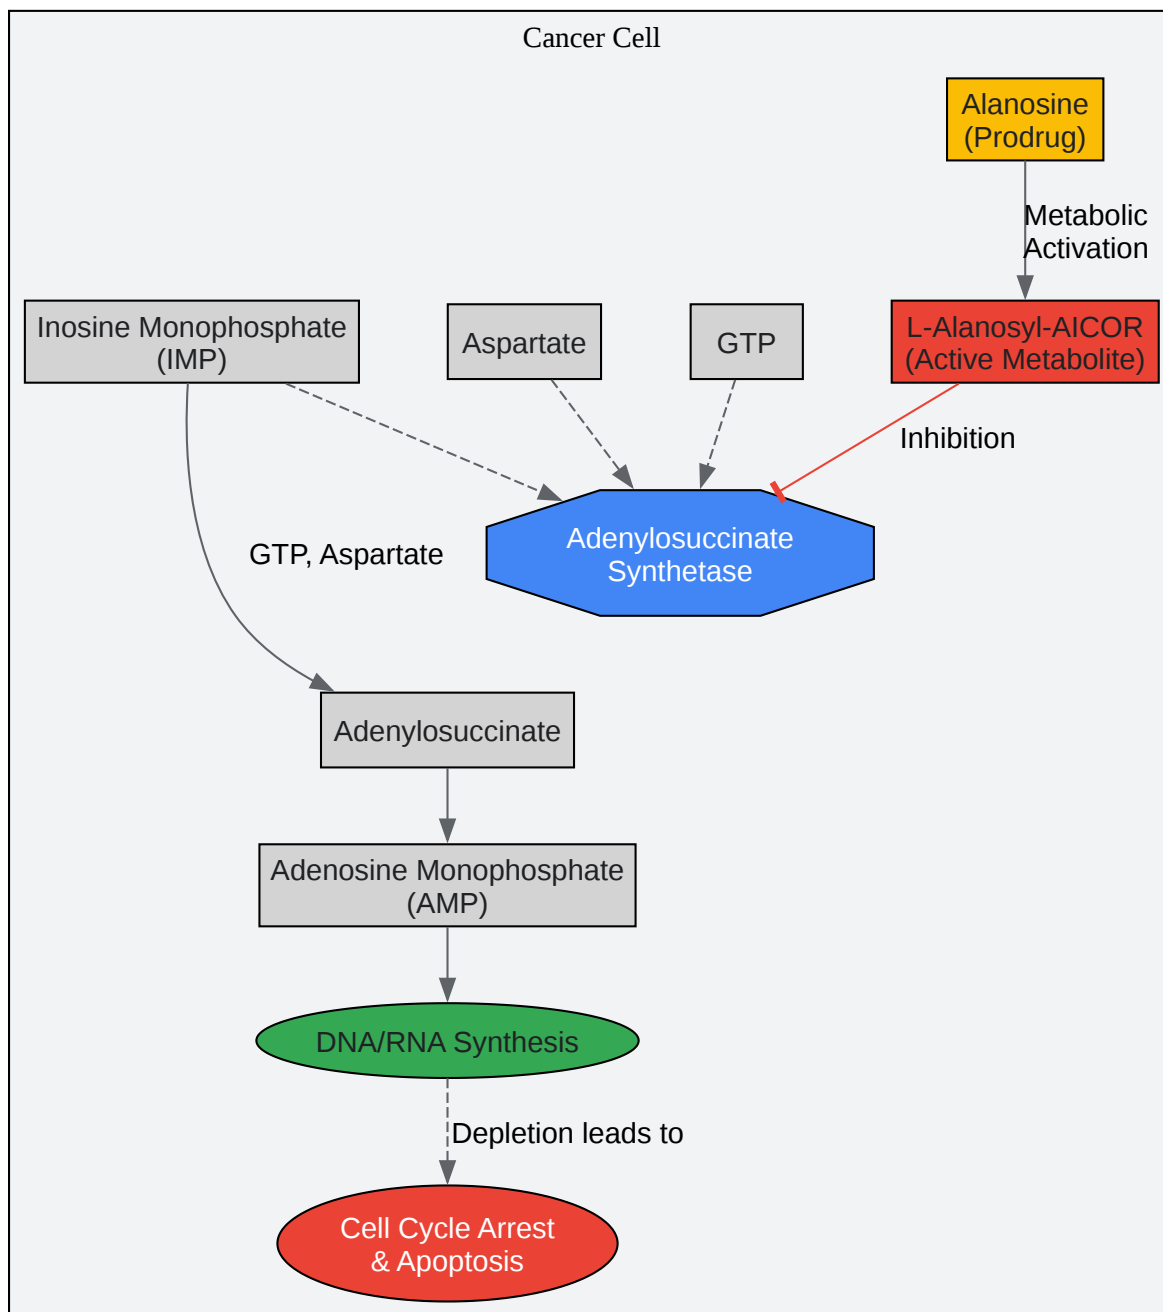 Cancer Cell
Alanosine
(Prodrug)
Metabolic
Activation
Inosine Monophosphate
(IMP)
Aspartate
GTP
L-Alanosyl-AICOR
(Active Metabolite)
Inhibition
GTP, Aspartate
Adenylosuccinate
Synthetase
Adenylosuccinate
Adenosine Monophosphate
(AMP)
DNA/RNA Synthesis
Depletion leads to
Cell Cycle Arrest
& Apoptosis